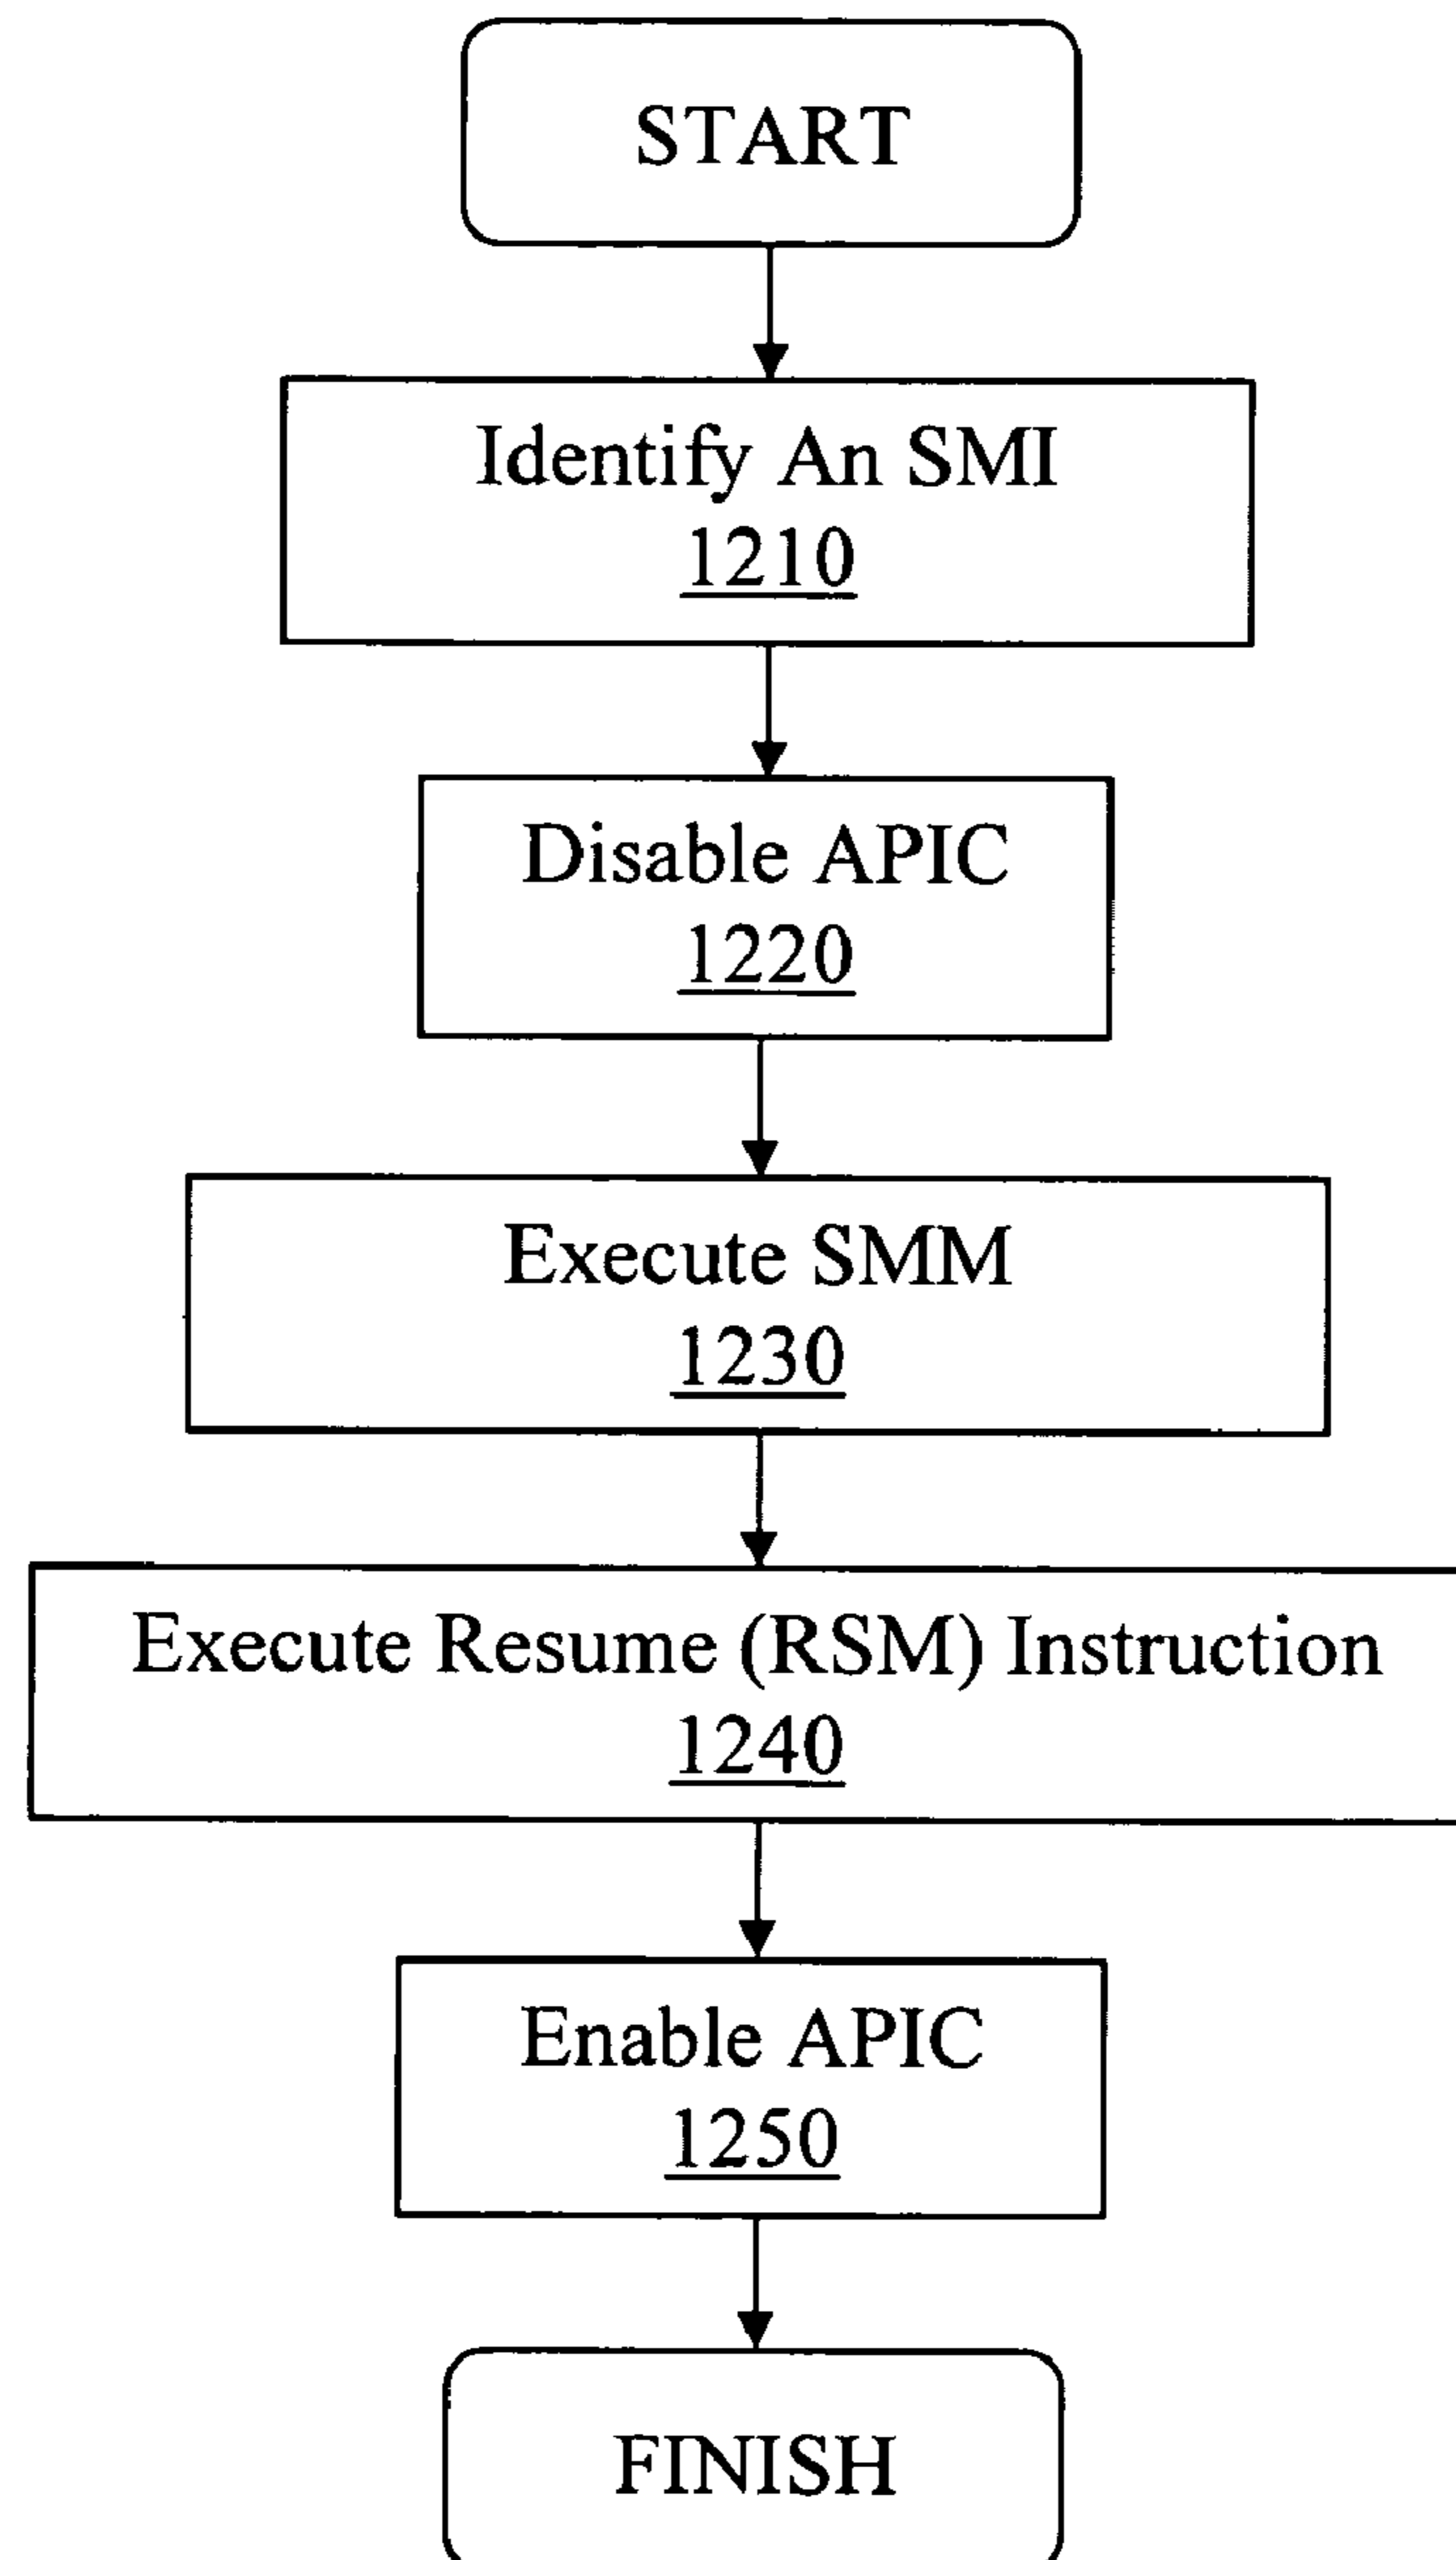 START
Identify An SMI
1210
Disable APIC
1220
Execute SMM
1230
Execute Resume (RSM) Instruction
1240
Enable APIC
1250
FINISH